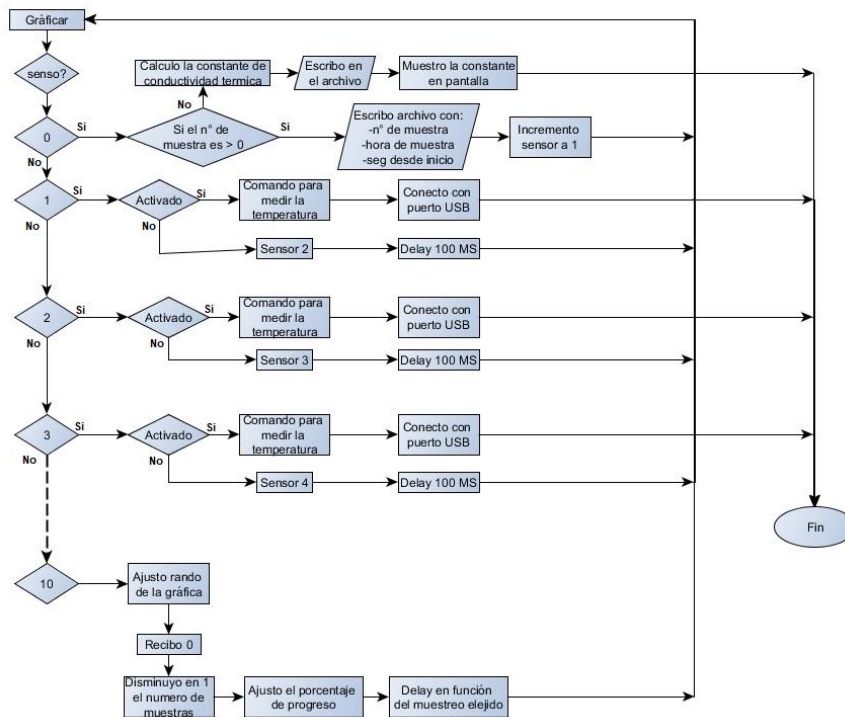 Gráficar
senso?
Calculo la constante de
conductividad termica
Escribo en
el archivo
Muestro la constante
en pantalla
No
0
Si
Si el n° de
muestra es > 0
Si
Escribo archivo con:
-n° de muestra
-hora de muestra
-seg desde inicio
Incremento
sensor a 1
No
1
Si
Activado
Si
Comando para
medir la
temperatura
Conecto con
puerto USB
No
No
Sensor 2
Delay 100 MS
2
Si
Activado
Si
Comando para
medir la
temperatura
Conecto con
puerto USB
No
No
Sensor 3
Delay 100 MS
3
Si
Activado
Si
Comando para
medir la
temperatura
Conecto con
puerto USB
No
No
Sensor 4
Delay 100 MS
Fin
10
Ajusto rando
de la gráfica
Recibo 0
Disminuyo en 1
el numero de
muestras
Ajusto el porcentaje
de progreso
Delay en función
del muestreo elejido